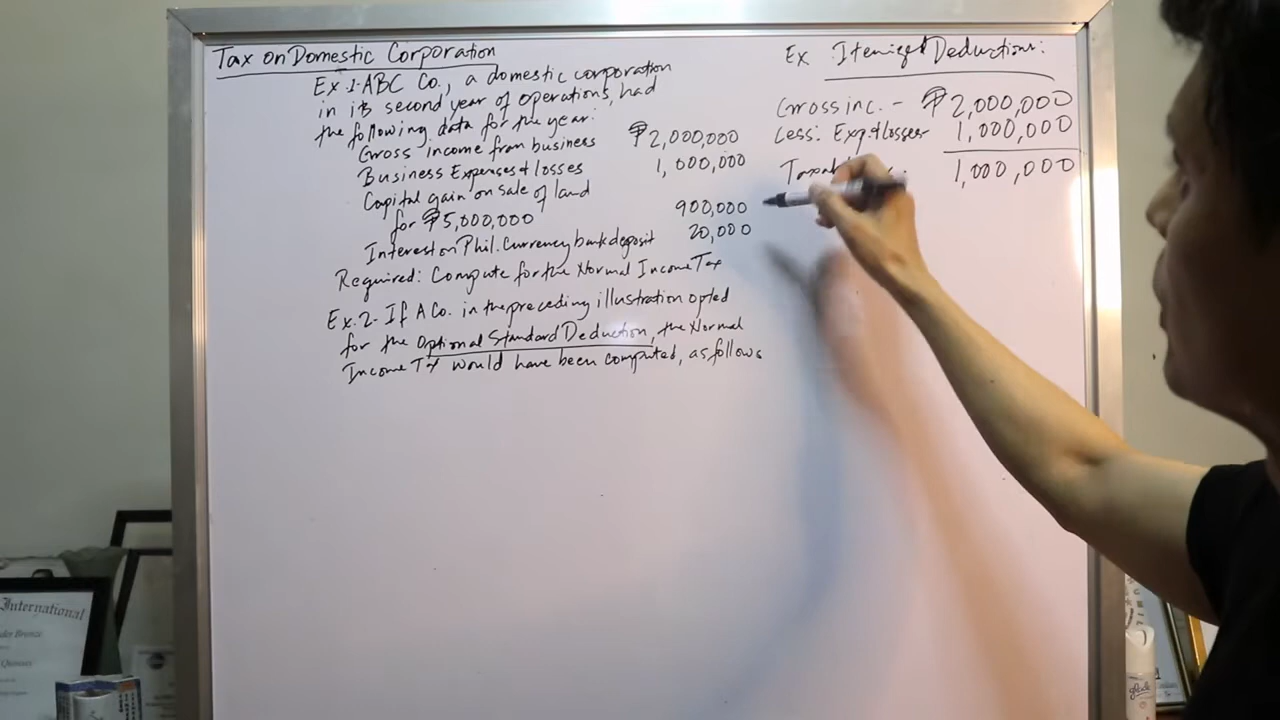 Tax on Domestic Corporation
Ex. 1. ABC Co., a domestic corporation
in its second year of operations, had
the following data for the year:
Gross income from business ₱2,000,000
Business Expenses & losses 1,000,000
Capital gain on sale of land
for ₱5,000,000 900,000
Interest on Phil. Currency bank deposit 20,000
Required: Compute for the Normal Income Tax
Ex. 2. If A Co. in the preceding illustration opted
for the Optional Standard Deduction, the Normal
Income Tx would have been computed, as follows
Ex Itemized Deductions:
Gross inc. - ₱2,000,000
Less: Exp. & losses - 1,000,000
1,000,000
International